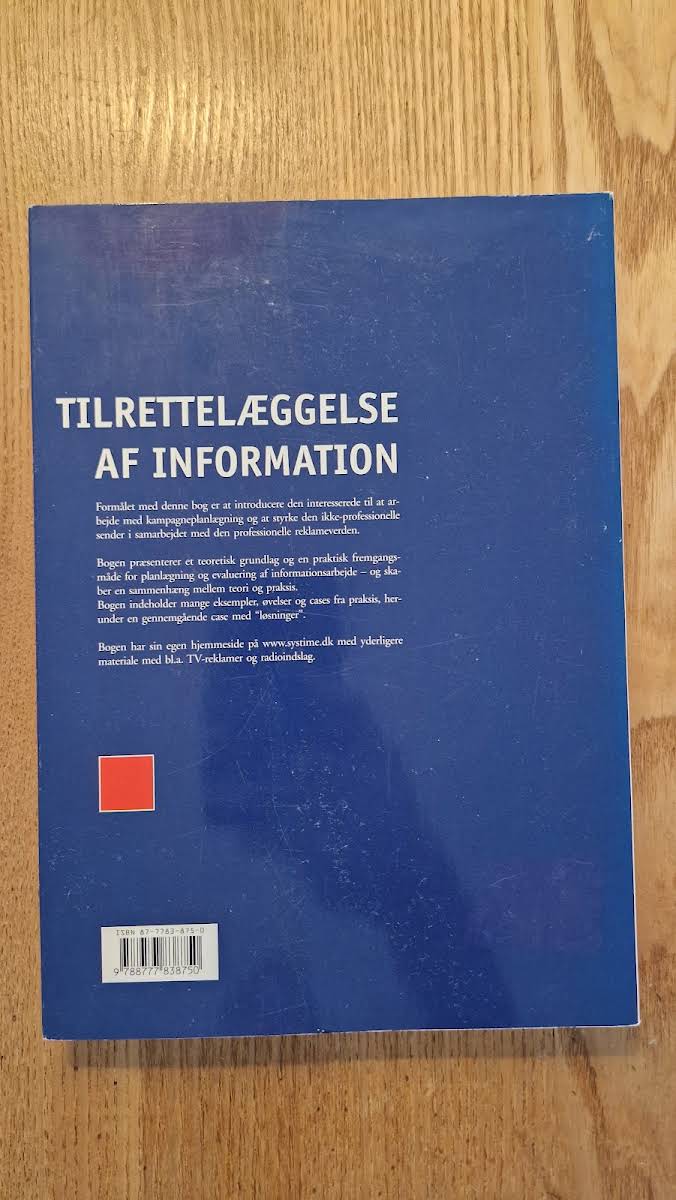 TILRETTELÆGGELSE
AF INFORMATION
Formålet med denne bog er at introducere den interesserede til at ar-
bejde med kampagneplanlægning og at styrke den ikke-professionelle
sender i samarbejdet med den professionelle reklameverden.
Bogen præsenterer et teoretisk grundlag og en praktisk fremgangs-
måde for planlægning og evaluering af informationsarbejde – og ska-
ber en sammenhæng mellem teori og praksis.
Bogen indeholder mange eksempler, øvelser og cases fra praksis, her-
under en gennemgående case med "løsninger".
Bogen har sin egen hjemmeside på www.systime.dk med yderligere
materiale med bl.a. TV-reklamer og radioindslag.
ISBN 87-7783-875-0
9 788777 838750